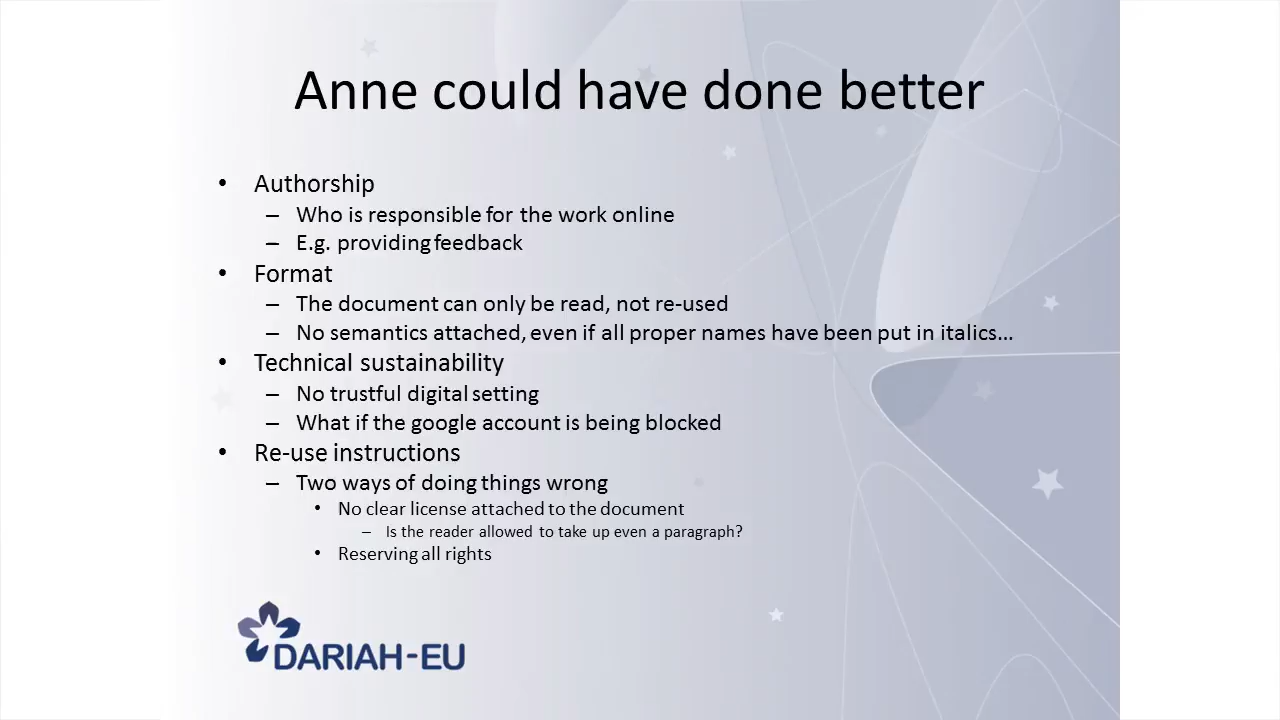 Anne could have done better
• Authorship
– Who is responsible for the work online
– E.g. providing feedback
• Format
– The document can only be read, not re-used
– No semantics attached, even if all proper names have been put in italics...
• Technical sustainability
– No trustful digital setting
– What if the google account is being blocked
• Re-use instructions
– Two ways of doing things wrong
• No clear license attached to the document
– Is the reader allowed to take up even a paragraph?
• Reserving all rights
DARIAH-EU